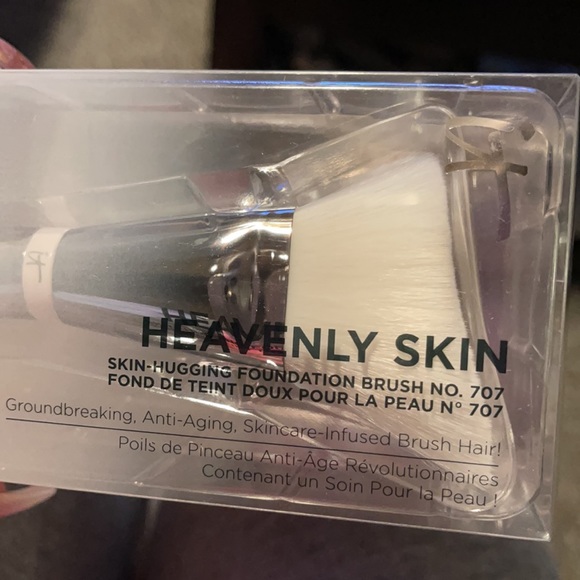 HEAVENLY SKIN
SKIN-HUGGING FOUNDATION BRUSH NO. 707
FOND DE TEINT DOUX POUR LA PEAU N° 707
Groundbreaking, Anti-Aging, Skincare-Infused Brush Hair!
Poils de Pinceau Anti-Âge Révolutionnaires
Contenant un Soin Pour la Peau !